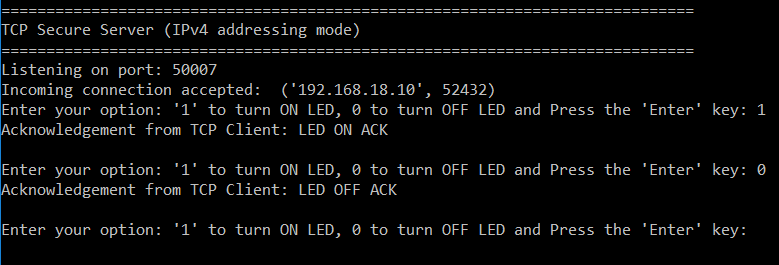 =============================================================================
TCP Secure Server (IPv4 addressing mode)
=============================================================================
Listening on port: 50007
Incoming connection accepted:  ('192.168.18.10', 52432)
Enter your option: '1' to turn ON LED, 0 to turn OFF LED and Press the 'Enter' key: 1
Acknowledgement from TCP Client: LED ON ACK
Enter your option: '1' to turn ON LED, 0 to turn OFF LED and Press the 'Enter' key: 0
Acknowledgement from TCP Client: LED OFF ACK
Enter your option: '1' to turn ON LED, 0 to turn OFF LED and Press the 'Enter' key: